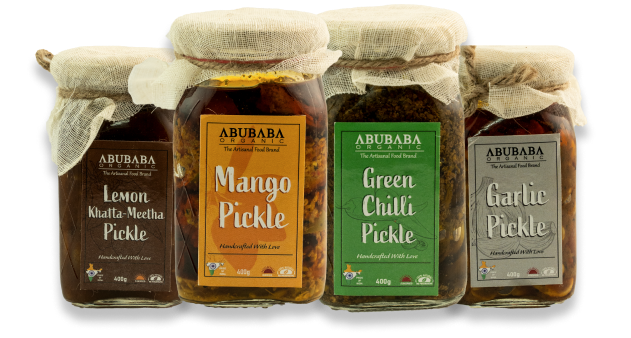 ABUBABA
ORGANIC
The Artisanal Food Brand
Lemon
Khatta-Meetha
Pickle
Handcrafted With Love
400g
ABUBABA
ORGANIC
The Artisanal Food Brand
Mango
Pickle
Handcrafted With Love
400g
ABUBABA
ORGANIC
The Artisanal Food Brand
Green
Chilli
Pickle
Handcrafted With Love
400g
ABUBABA
ORGANIC
The Artisanal Food Brand
Garlic
Pickle
Handcrafted With Love
400g